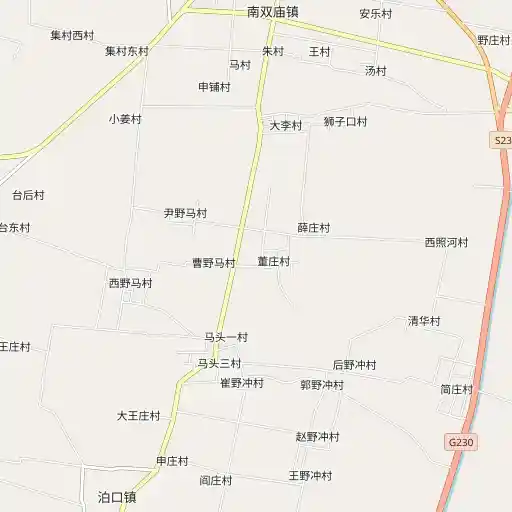 南双庙镇
安乐村
集村西村
集村东村
朱村
王村
野庄村
马村
汤村
申铺村
小姜村
大李村
狮子口村
S23
台后村
尹野马村
台东村
薛庄村
西照河村
曹野马村
董庄村
西野马村
清华村
马头一村
王庄村
马头三村
后野冲村
崔野冲村
郭野冲村
简庄村
大王庄村
赵野冲村
G230
申庄村
阎庄村
王野冲村
泊口镇